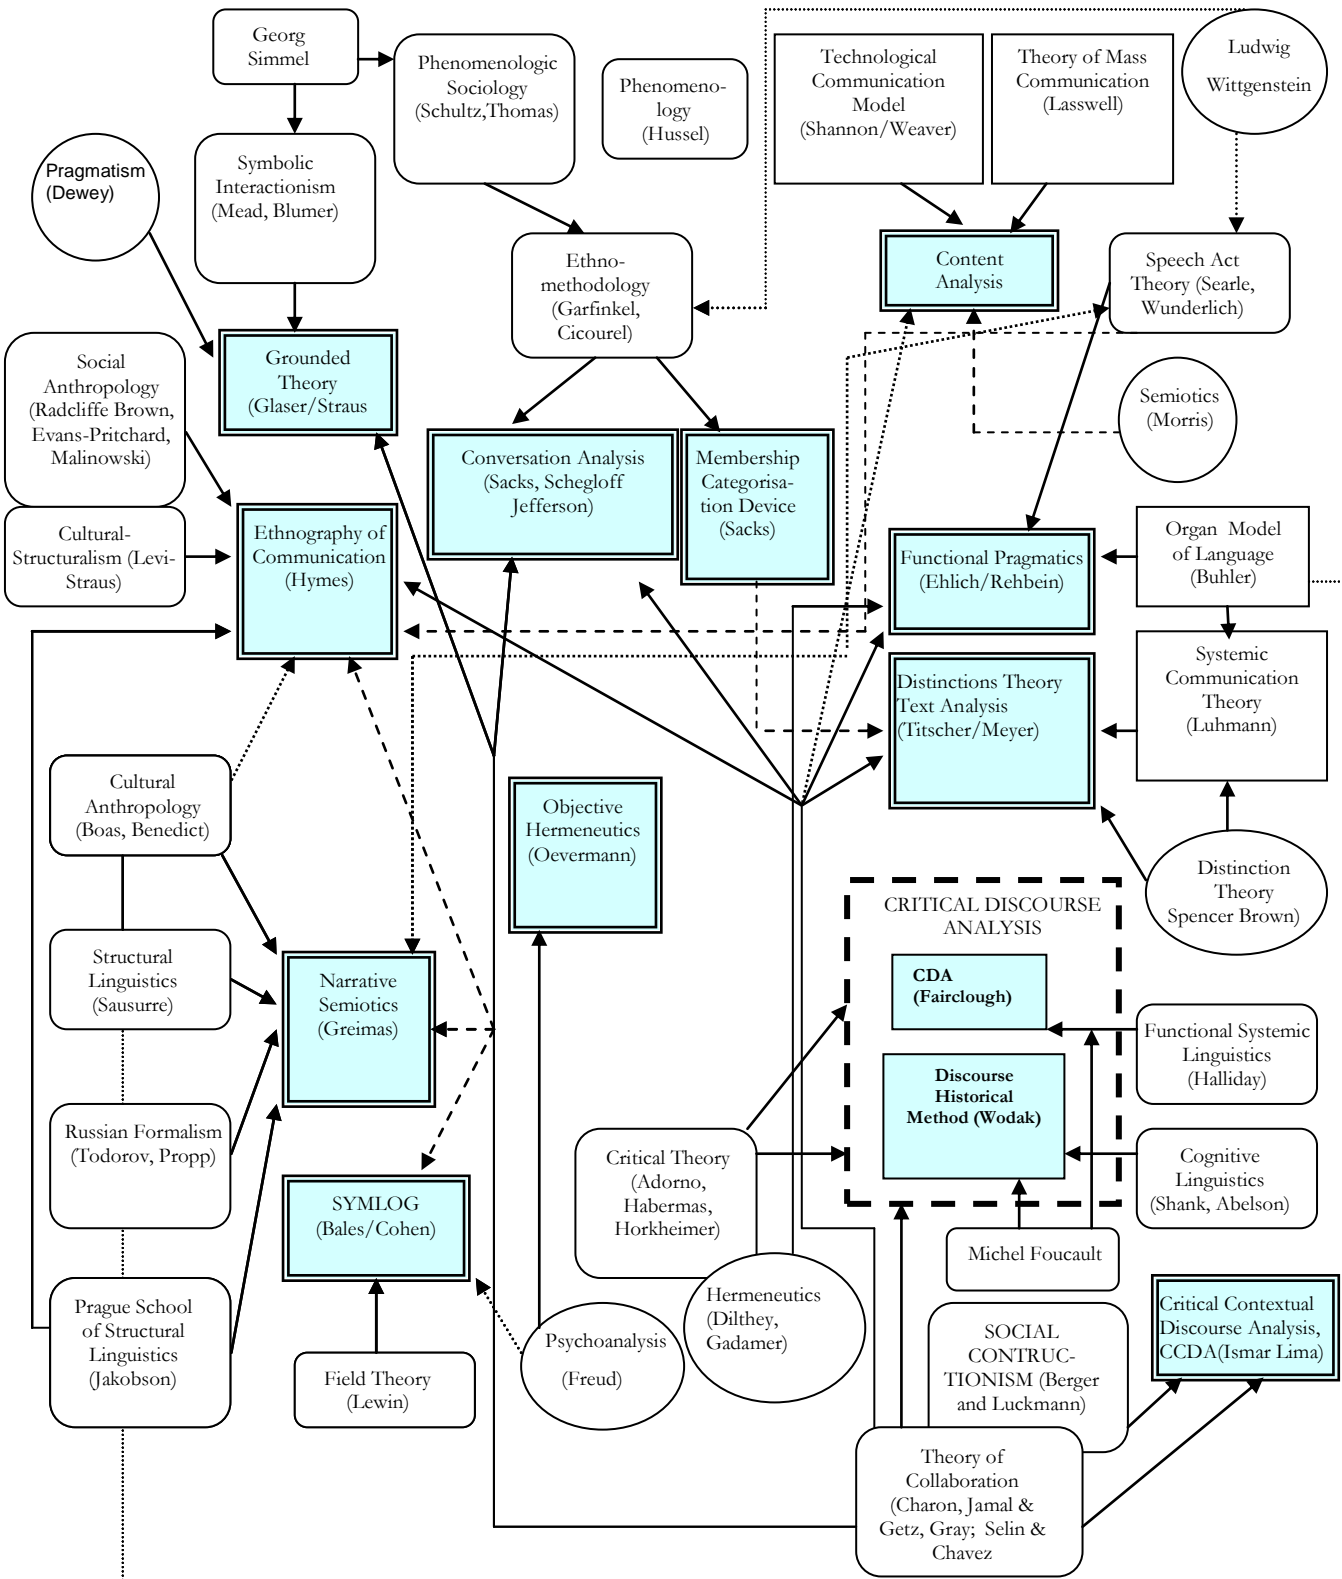 Georg
Simmel
Phenomenologic
Sociology
(Schultz,Thomas)
Phenomeno-
logy
(Hussel)
Technological
Communication
Model
(Shannon/Weaver)
Theory of Mass
Communication
(Lasswell)
Ludwig
Wittgenstein
Pragmatism
(Dewey)
Symbolic
Interactionism
(Mead, Blumer)
Ethno-
methodology
(Garfinkel,
Cicourel)
Content
Analysis
Speech Act
Theory (Searle,
Wunderlich)
Social
Anthropology
(Radcliffe Brown,
Evans-Pritchard,
Malinowski)
Grounded
Theory
(Glaser/Straus
Semiotics
(Morris)
Conversation Analysis
(Sacks, Schegloff
Jefferson)
Membership
Categorisa-
tion Device
(Sacks)
Cultural-
Structuralism (Levi-
Straus)
Ethnography of
Communication
(Hymes)
Functional Pragmatics
(Ehlich/Rehbein)
Organ Model
of Language
(Buhler)
Distinctions Theory
Text Analysis
(Titscher/Meyer)
Systemic
Communication
Theory
(Luhmann)
Cultural
Anthropology
(Boas, Benedict)
Objective
Hermeneutics
(Oevermann)
Distinction
Theory
Spencer Brown)
CRITICAL DISCOURSE
ANALYSIS
CDA
(Fairclough)
Structural
Linguistics
(Sausurre)
Narrative
Semiotics
(Greimas)
Functional Systemic
Linguistics
(Halliday)
Discourse
Historical
Method (Wodak)
Russian Formalism
(Todorov, Propp)
Critical Theory
(Adorno,
Habermas,
Horkheimer)
Cognitive
Linguistics
(Shank, Abelson)
SYMLOG
(Bales/Cohen)
Michel Foucault
Prague School
of Structural
Linguistics
(Jakobson)
Hermeneutics
(Dilthey,
Gadamer)
Psychoanalysis
(Freud)
Critical Contextual
Discourse Analysis,
CCDA(Ismar Lima)
SOCIAL
CONTRUC-
TIONISM (Berger
and Luckmann)
Field Theory
(Lewin)
Theory of
Collaboration
(Charon, Jamal &
Getz, Gray; Selin &
Chavez